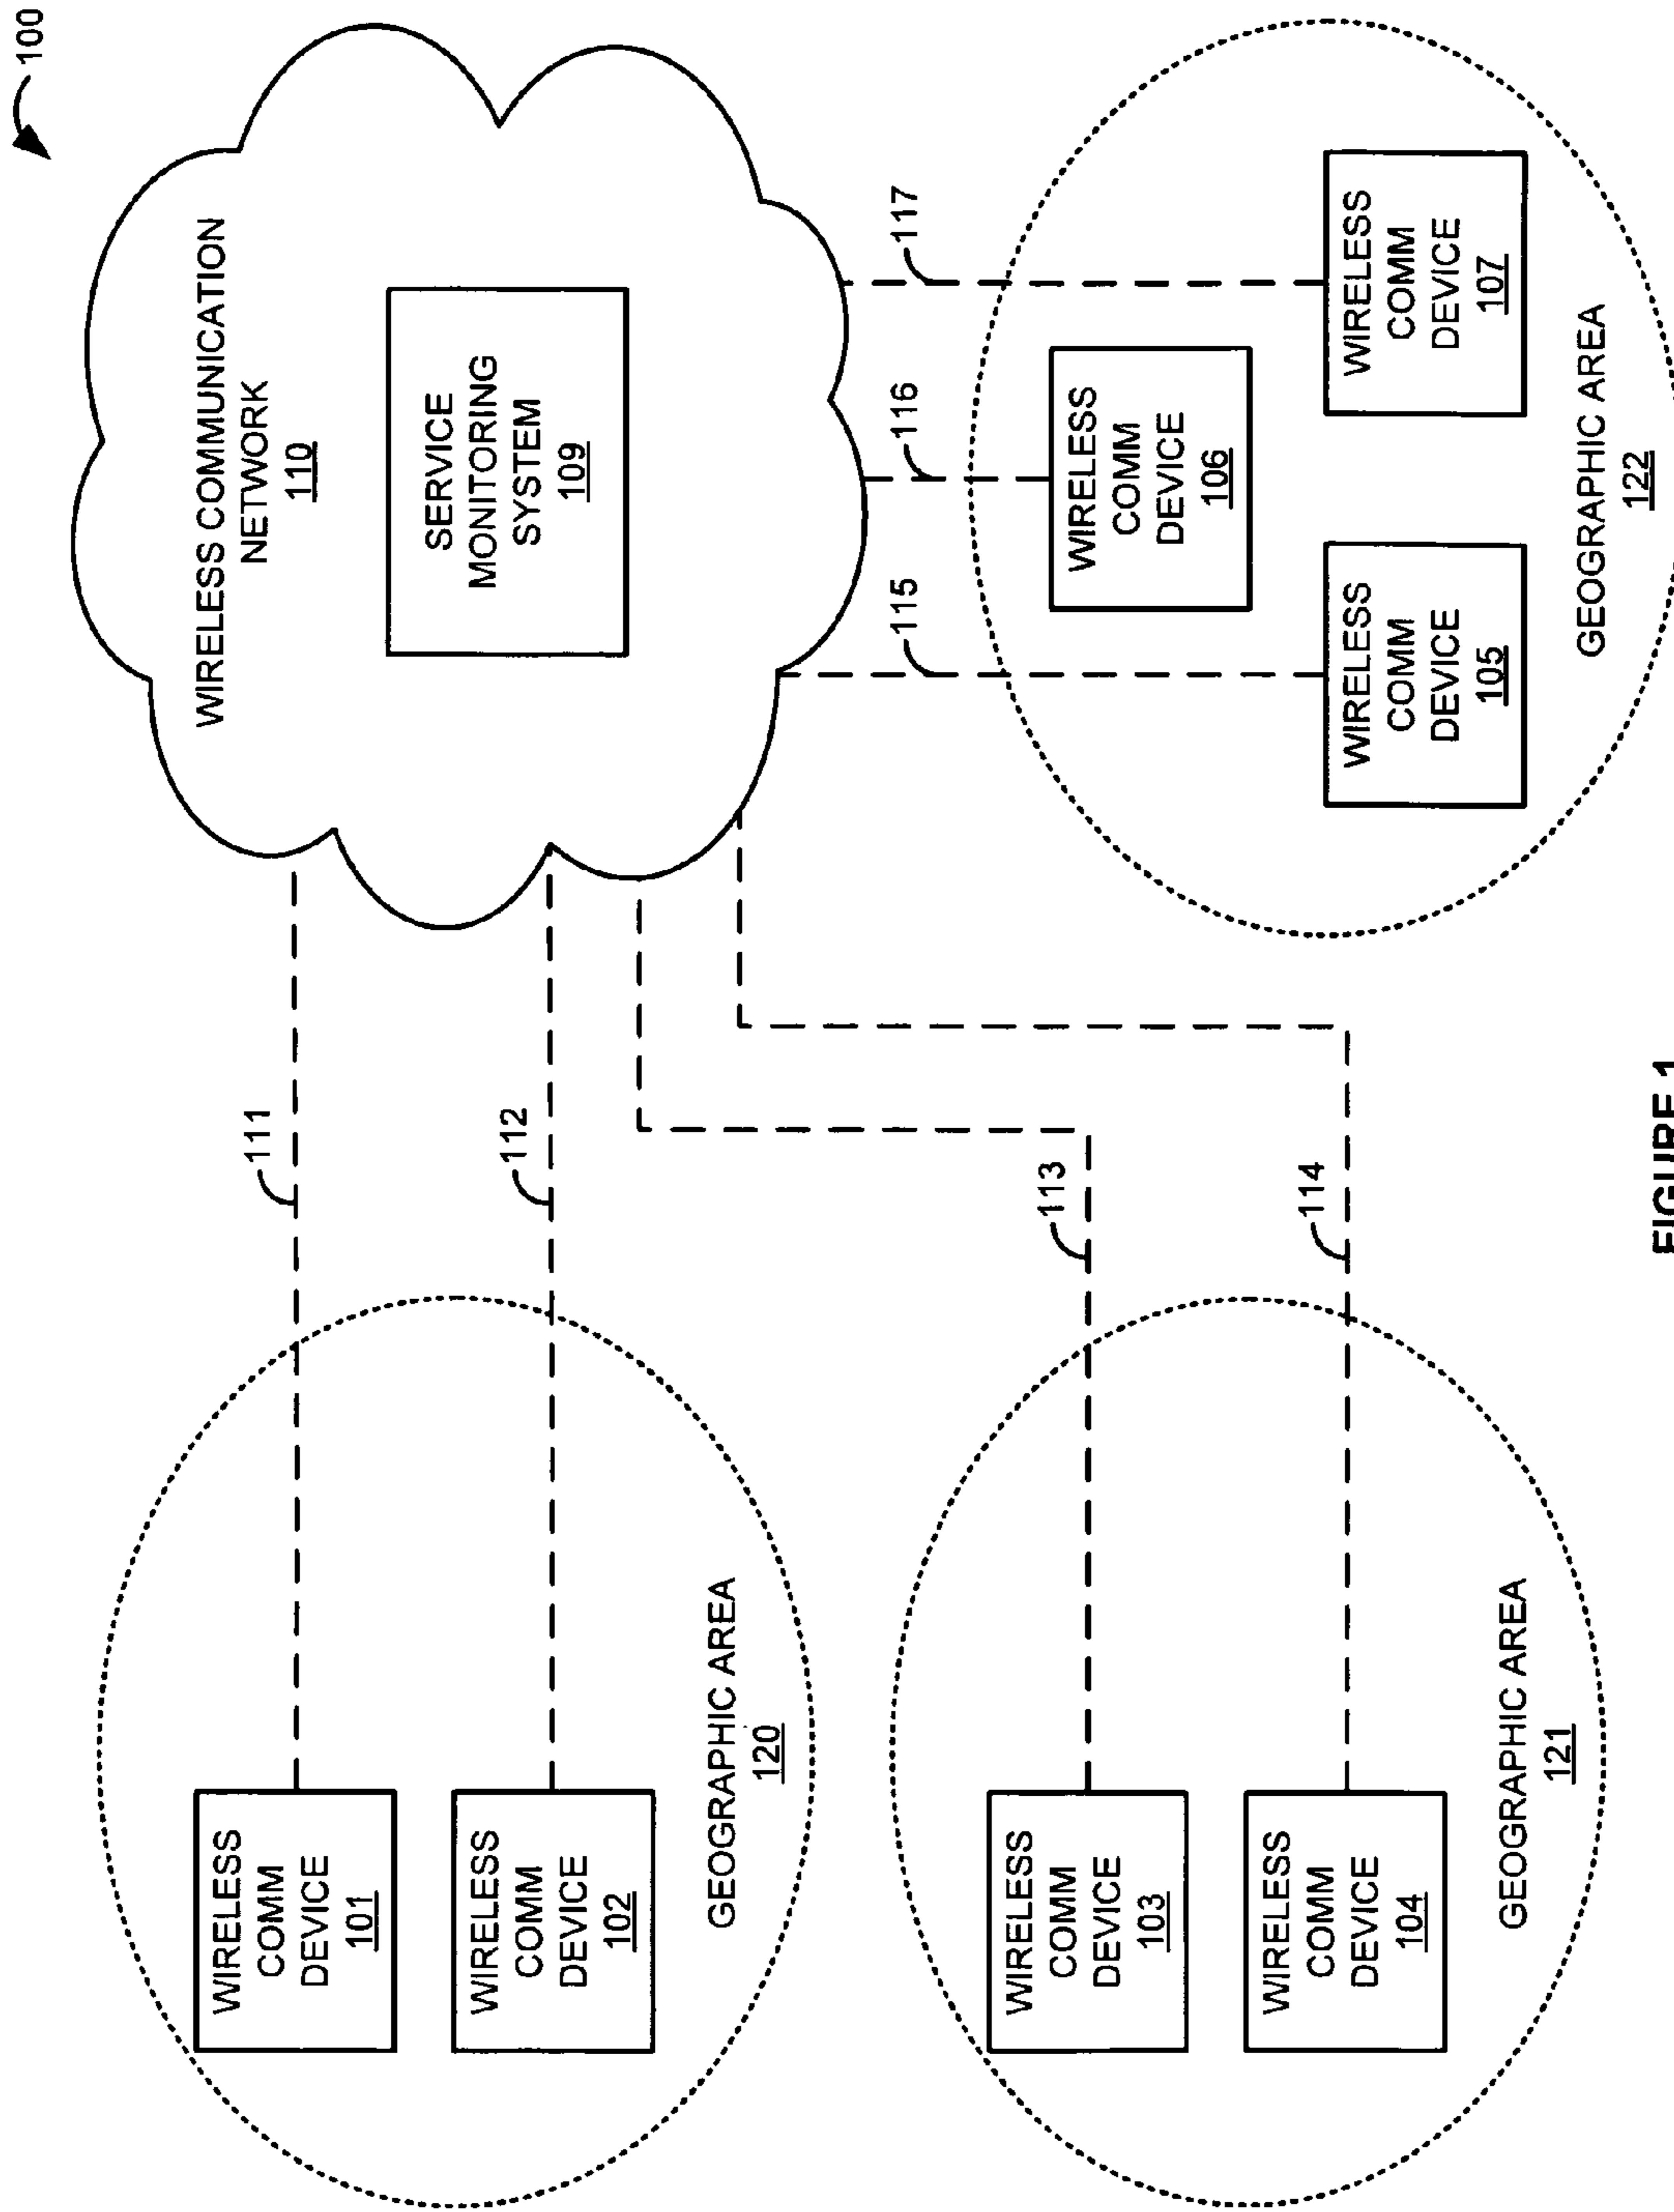 100
WIRELESS COMMUNICATION
NETWORK
110
SERVICE
MONITORING
SYSTEM
109
111
112
113
114
115
116
117
WIRELESS
COMM
DEVICE
101
WIRELESS
COMM
DEVICE
102
GEOGRAPHIC AREA
120
WIRELESS
COMM
DEVICE
103
WIRELESS
COMM
DEVICE
104
GEOGRAPHIC AREA
121
WIRELESS
COMM
DEVICE
106
WIRELESS
COMM
DEVICE
105
WIRELESS
COMM
DEVICE
107
GEOGRAPHIC AREA
122
FIGURE 1